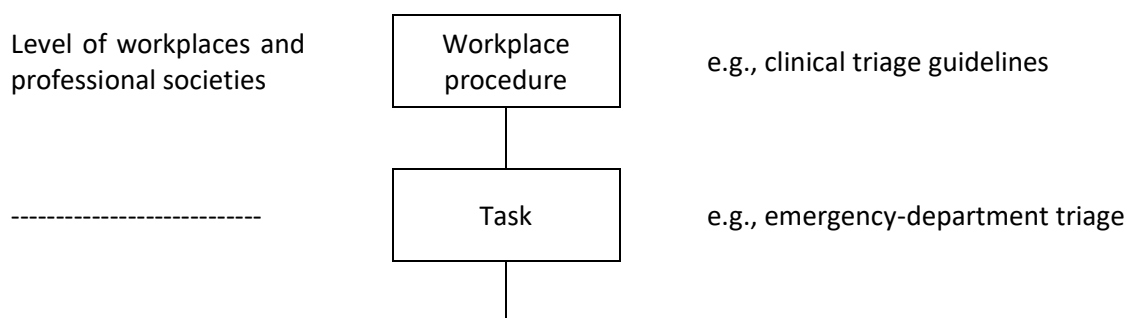 Level of workplaces and
professional societies
Workplace
procedure
e.g., clinical triage guidelines
----------------------------
Task
e.g., emergency-department triage